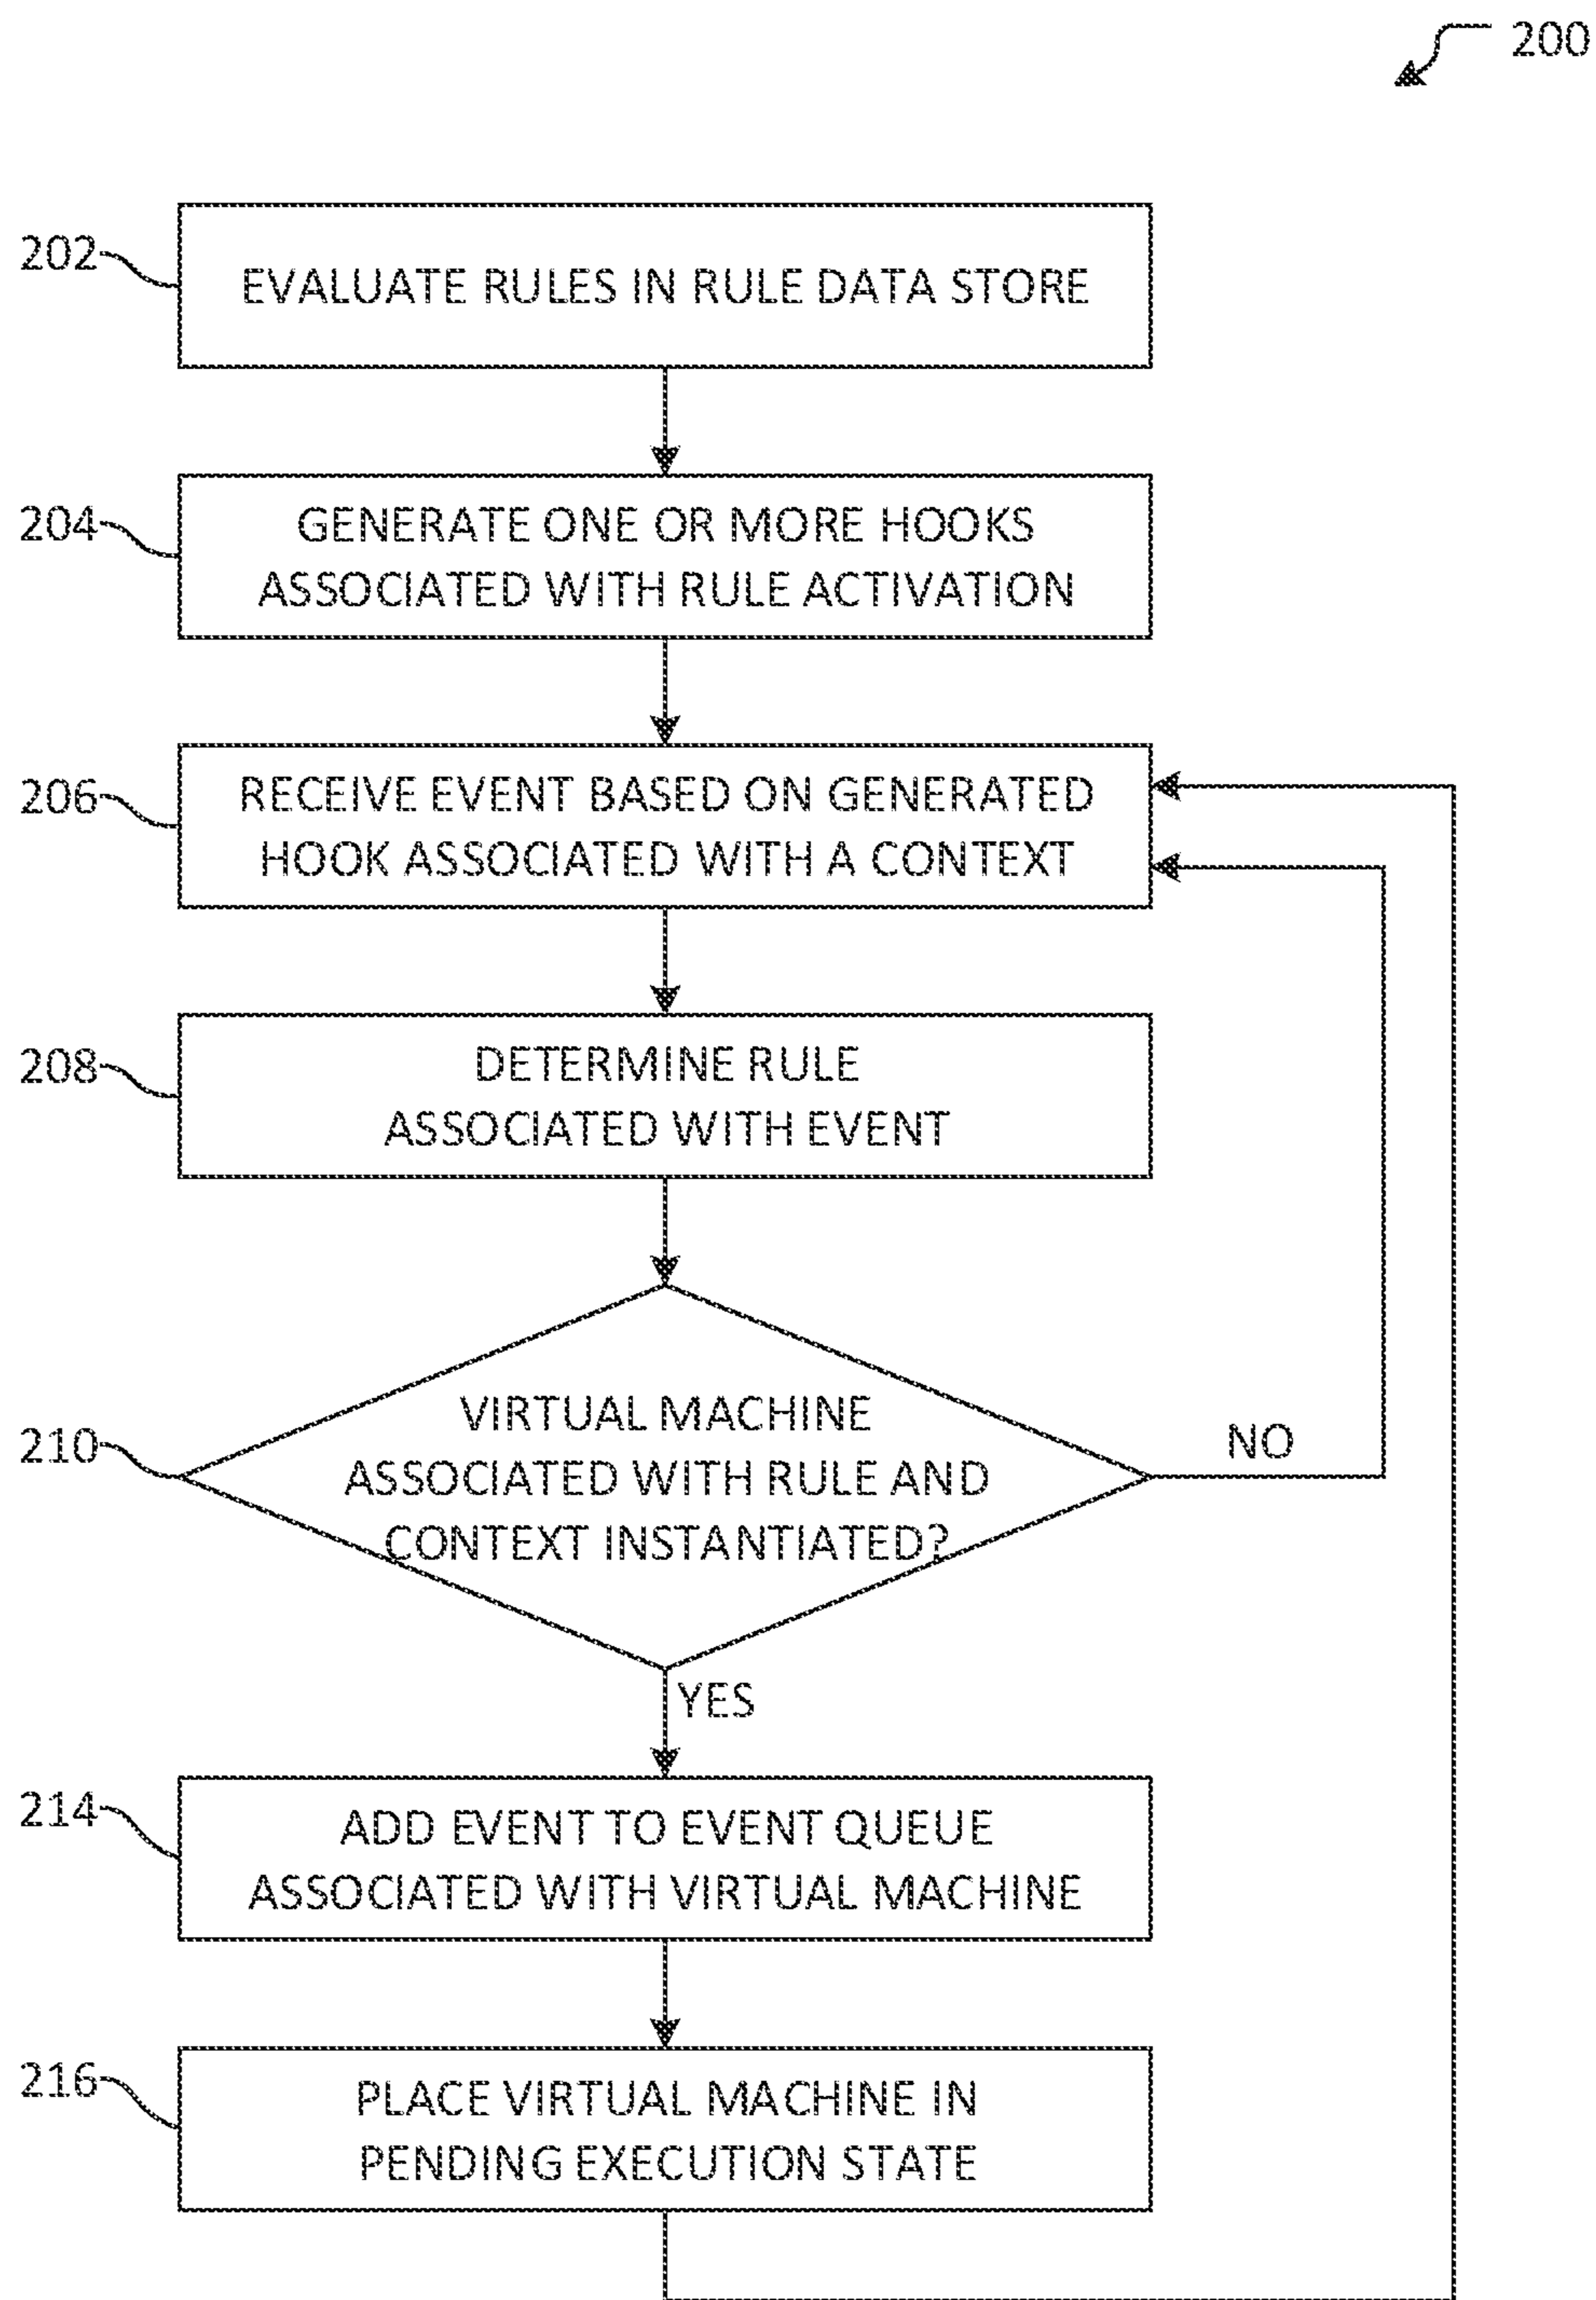 200
202
EVALUATE RULES IN RULE DATA STORE
204
GENERATE ONE OR MORE HOOKS
ASSOCIATED WITH RULE ACTIVATION
206
RECEIVE EVENT BASED ON GENERATED
HOOK ASSOCIATED WITH A CONTEXT
208
DETERMINE RULE
ASSOCIATED WITH EVENT
210
VIRTUAL MACHINE
ASSOCIATED WITH RULE AND
CONTEXT INSTANTIATED?
NO
YES
214
ADD EVENT TO EVENT QUEUE
ASSOCIATED WITH VIRTUAL MACHINE
216
PLACE VIRTUAL MACHINE IN
PENDING EXECUTION STATE